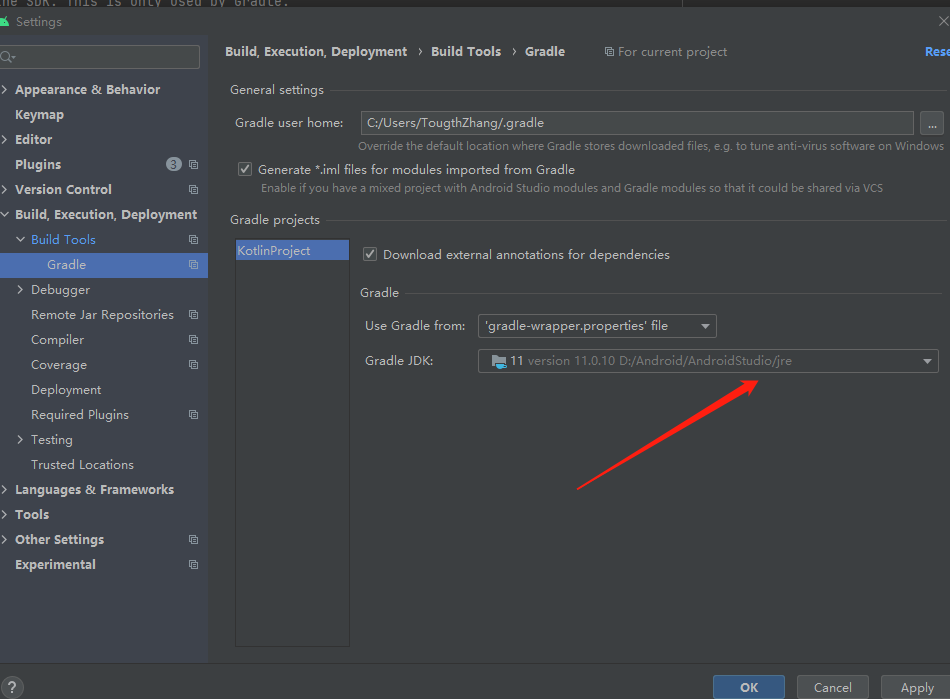 the SDK. This is only used by Gradle.
Settings
Build, Execution, Deployment › Build Tools › Gradle For current project Rese
Appearance & Behavior
Keymap
Editor
Plugins 3
Version Control
Build, Execution, Deployment
Build Tools
Gradle
Debugger
Remote Jar Repositories
Compiler
Coverage
Deployment
Required Plugins
Testing
Trusted Locations
Languages & Frameworks
Tools
Other Settings
Experimental
General settings
Gradle user home: C:/Users/TougthZhang/.gradle ...
Override the default location where Gradle stores downloaded files, e.g. to tune anti-virus software on Windows
Generate *.iml files for modules imported from Gradle
Enable if you have a mixed project with Android Studio modules and Gradle modules so that it could be shared via VCS
Gradle projects
KotlinProject
Download external annotations for dependencies
Gradle
Use Gradle from: 'gradle-wrapper.properties' file
Gradle JDK: 11 version 11.0.10 D:/Android/AndroidStudio/jre
?
OK
Cancel
Apply